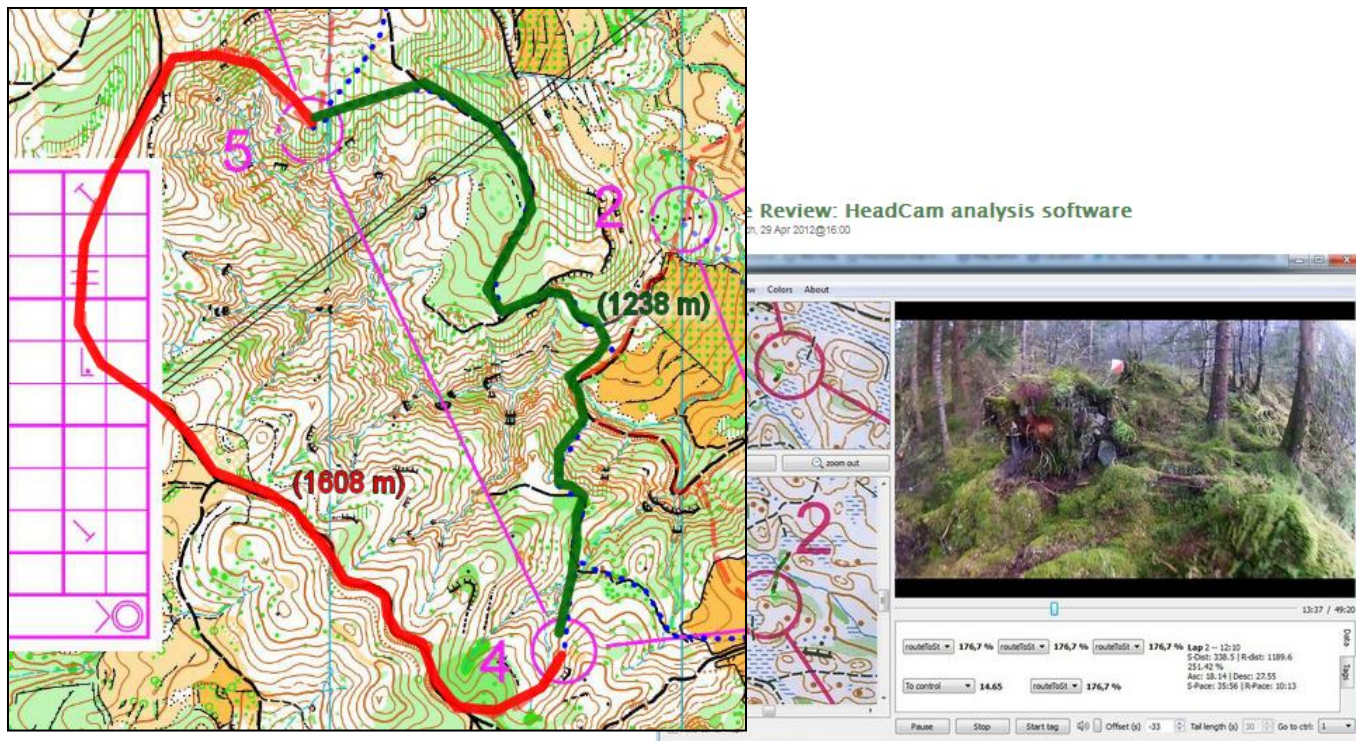 5
2
(1238 m)
(1608 m)
4
e Review: HeadCam analysis software
ch, 29 Apr 2012@16:00
Colors About
zoom out
2
13:37 / 49:20
routeToSt 176,7 % routeToSt 176,7 % routeToSt 176,7 %
Lap 2 -- 12:10
S-Dist: 338.5 | R-dist: 1189.6
251.42 %
Asc: 18.14 | Desc: 27.55
S-Pace: 35:56 | R-Pace: 10:13
To control 14.65 routeToSt 176,7 %
Data
Tags
Pause Stop Start tag Offset (s) -33 Tail length (s) 30 Go to ctrl: 1